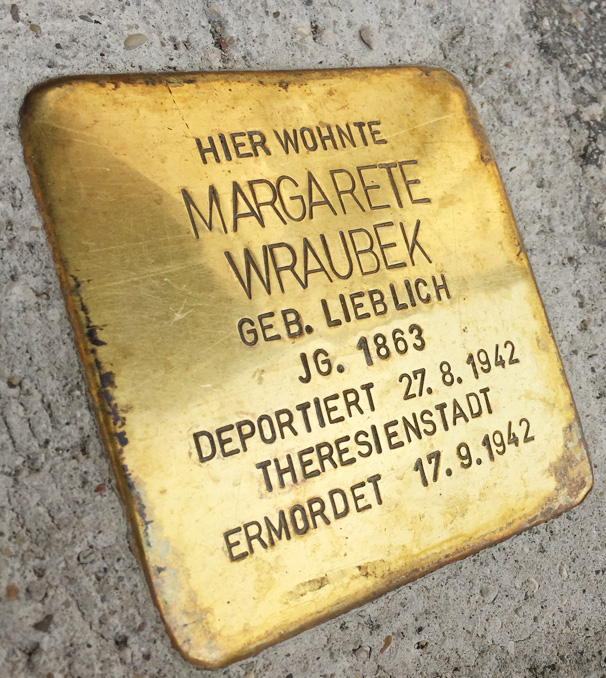 HIER WOHNTE
MARGARETE
WRAUBEK
GEB. LIEBLICH
JG. 1863
DEPORTIERT 27.8.1942
THERESIENSTADT
ERMORDET 17.9.1942